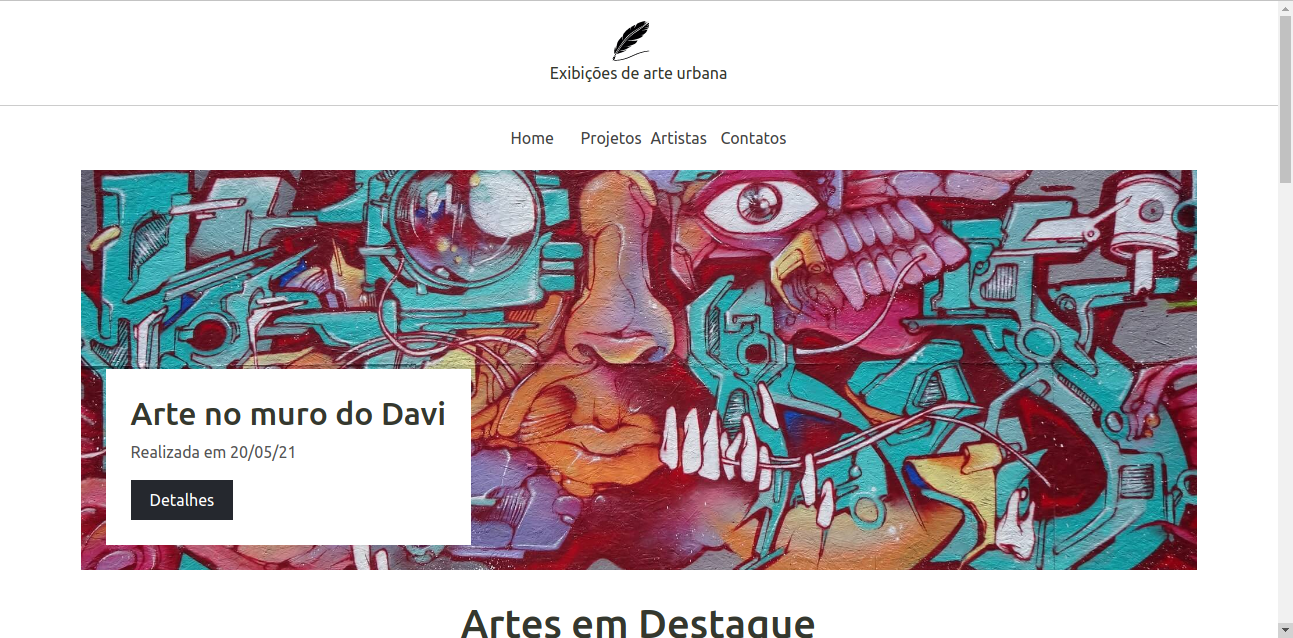 Exibições de arte urbana
Home Projetos Artistas Contatos
Arte no muro do Davi
Realizada em 20/05/21
Detalhes
Artes em Destaque